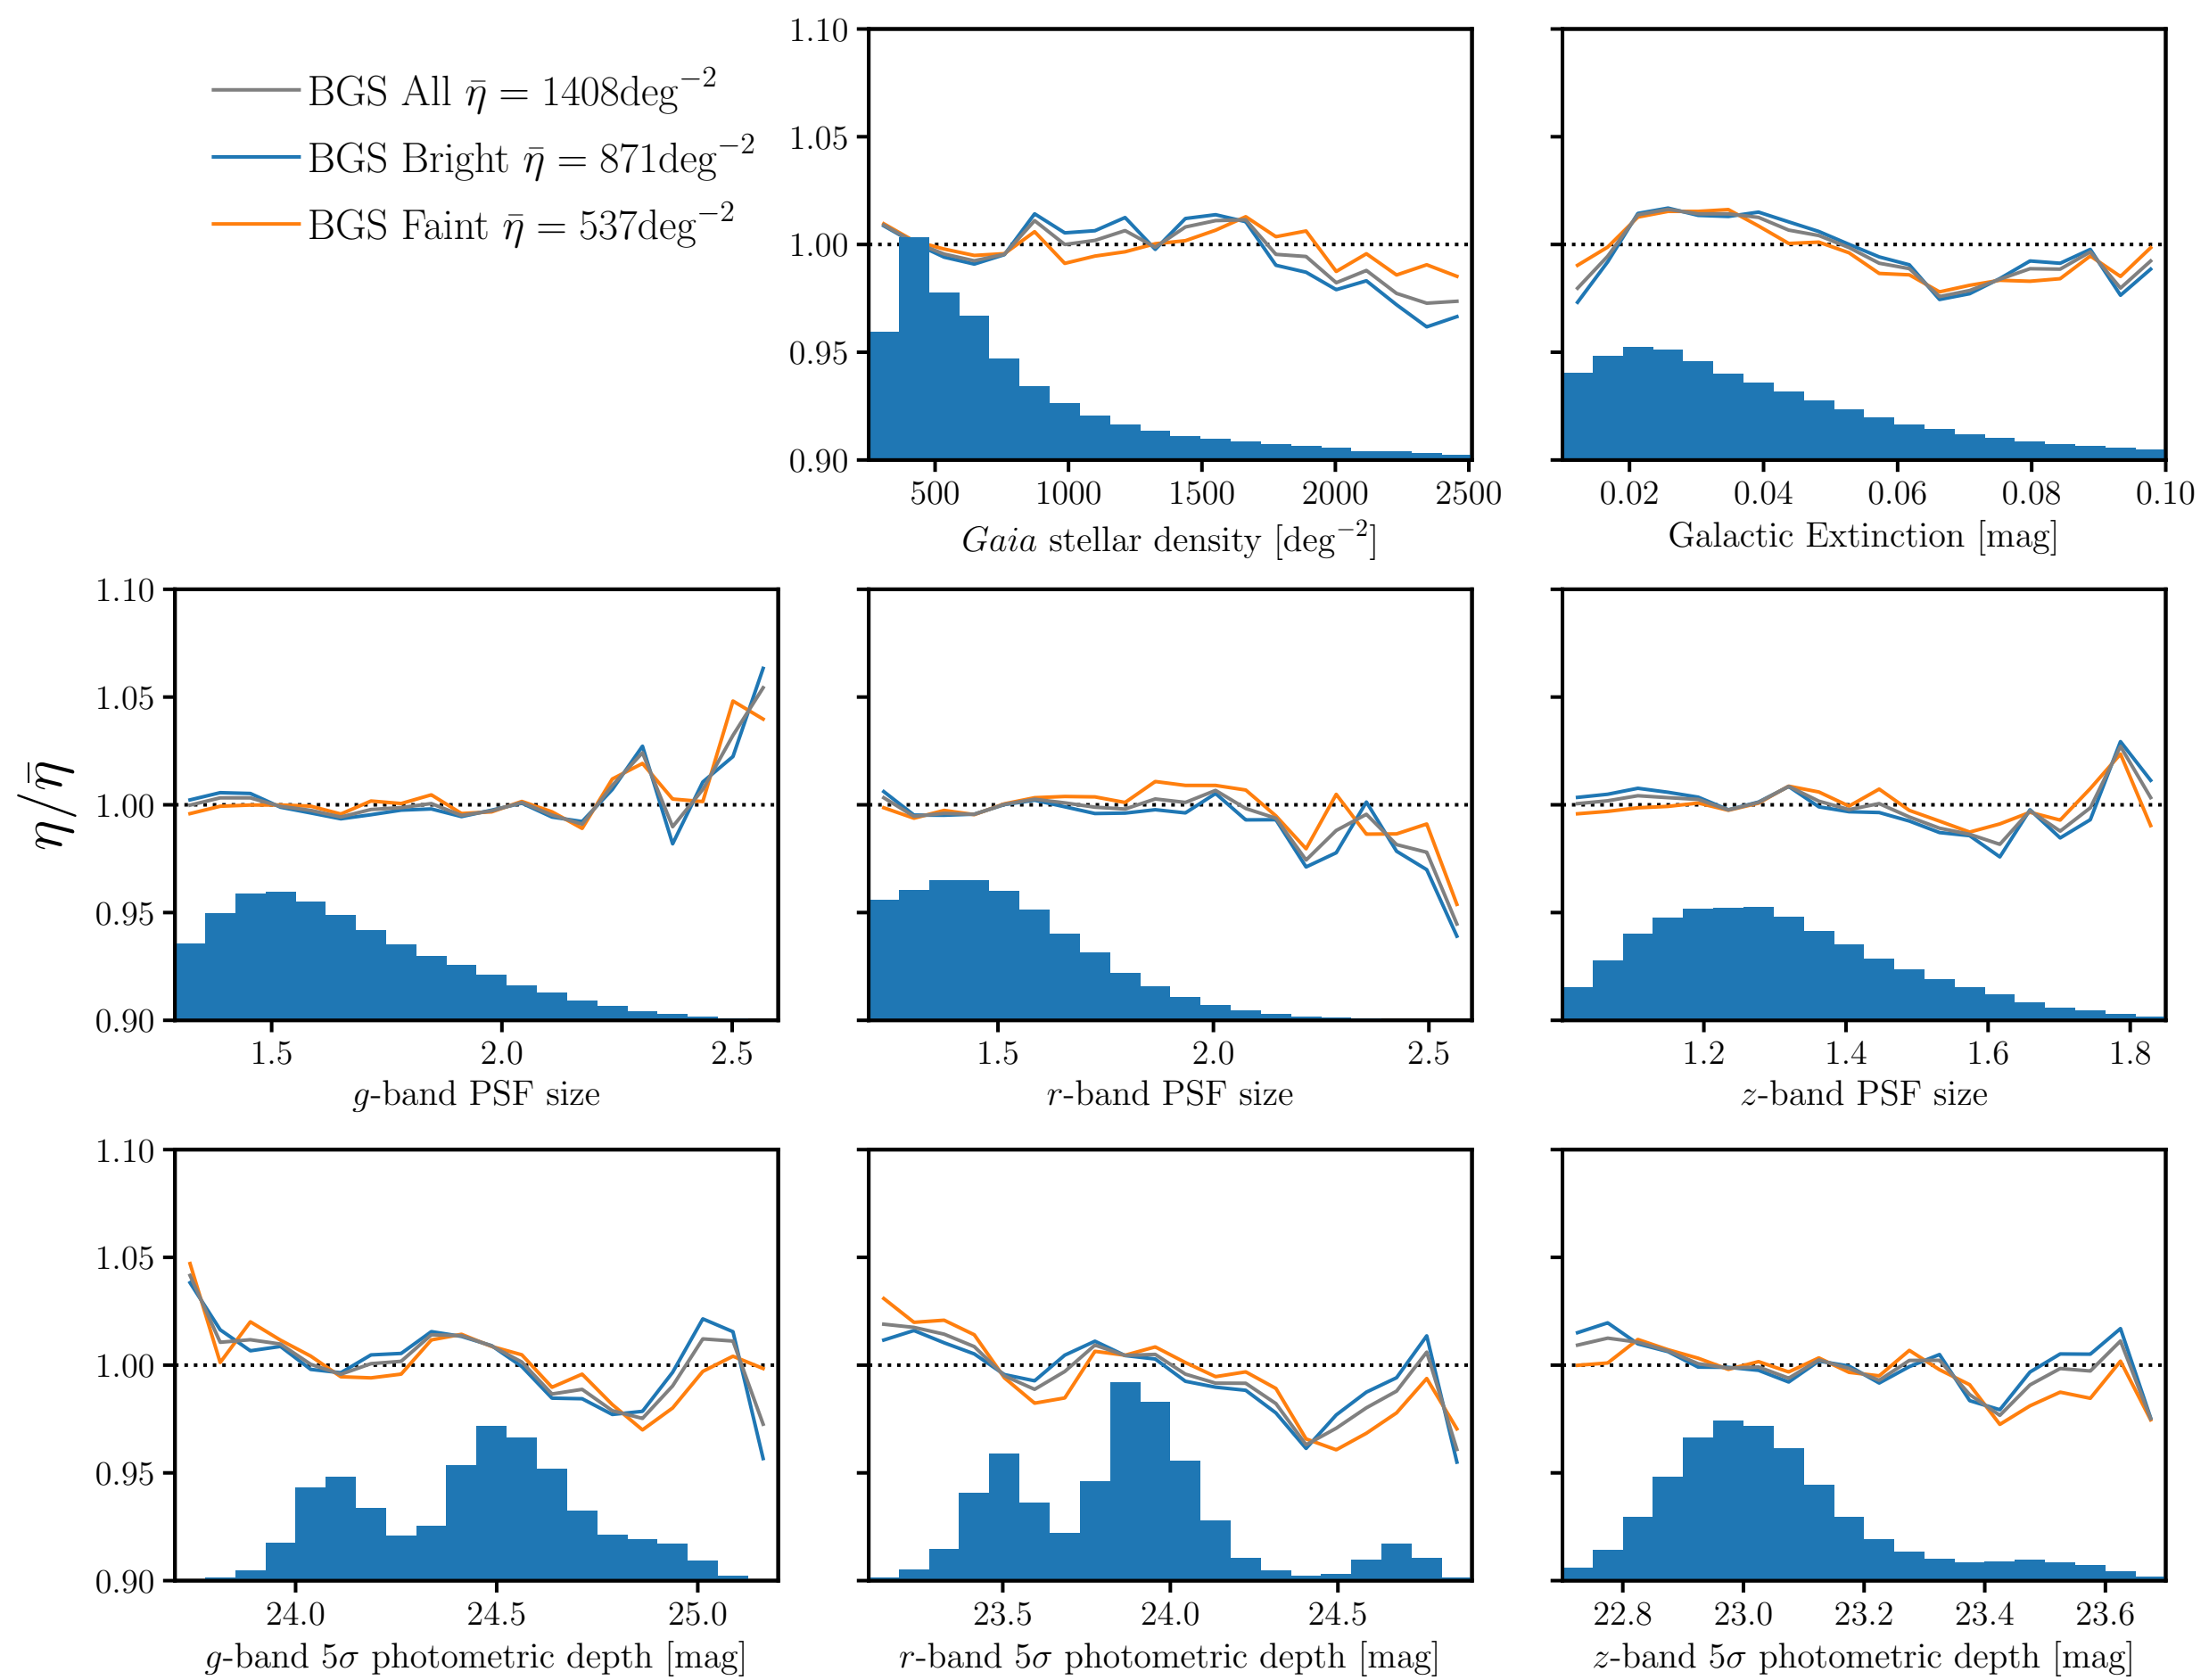 BGS All η̄ = 1408deg⁻²
BGS Bright η̄ = 871deg⁻²
BGS Faint η̄ = 537deg⁻²
1.10
1.05
1.00
0.95
0.90
500 1000 1500 2000 2500
Gaia stellar density [deg⁻²]
0.02 0.04 0.06 0.08 0.10
Galactic Extinction [mag]
η/η̄
1.10
1.05
1.00
0.95
0.90
1.5 2.0 2.5
g-band PSF size
1.5 2.0 2.5
r-band PSF size
1.2 1.4 1.6 1.8
z-band PSF size
1.10
1.05
1.00
0.95
0.90
24.0 24.5 25.0
g-band 5σ photometric depth [mag]
23.5 24.0 24.5
r-band 5σ photometric depth [mag]
22.8 23.0 23.2 23.4 23.6
z-band 5σ photometric depth [mag]